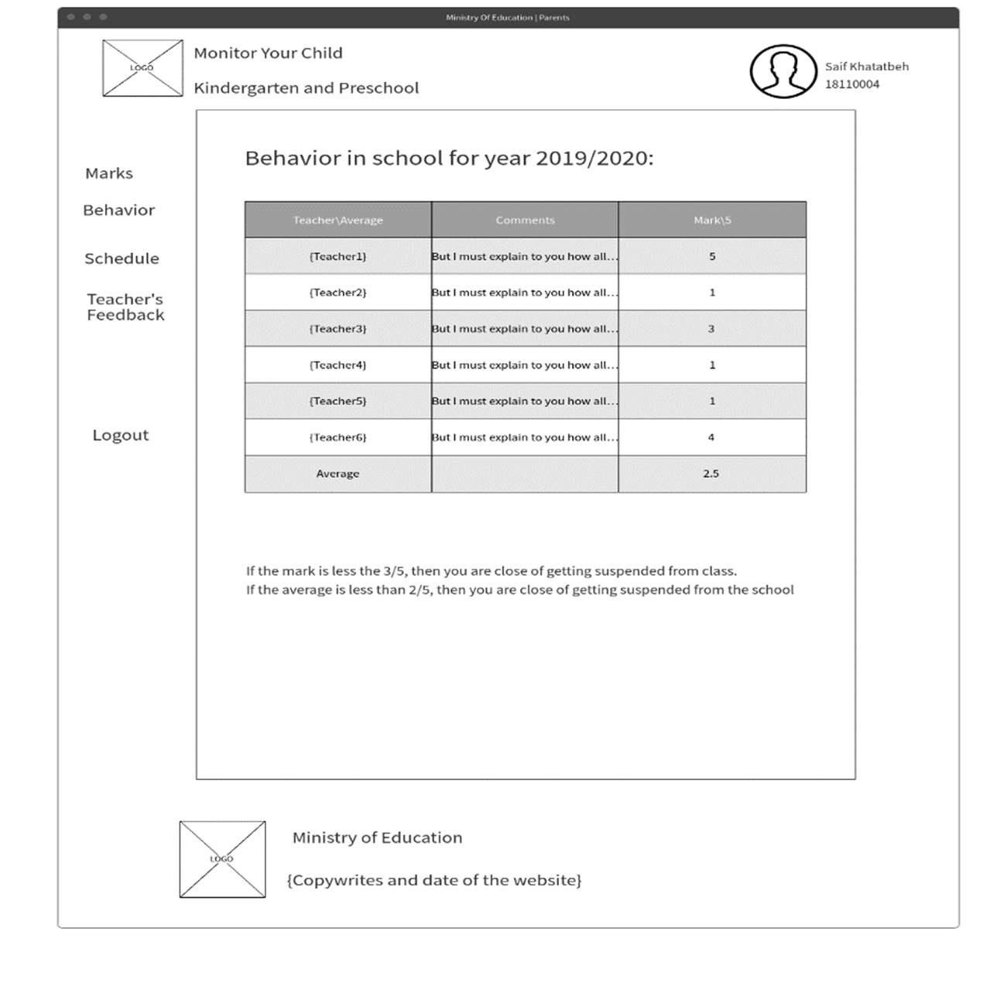 Ministry Of Education | Parents
LOGO
Monitor Your Child
Kindergarten and Preschool
Saif Khatatbeh
18110004
Marks
Behavior
Schedule
Teacher's
Feedback
Logout
Behavior in school for year 2019/2020:
Teacher\Average Comments Mark\5
{Teacher1} But I must explain to you how all... 5
{Teacher2} But I must explain to you how all... 1
{Teacher3} But I must explain to you how all... 3
{Teacher4} But I must explain to you how all... 1
{Teacher5} But I must explain to you how all... 1
{Teacher6} But I must explain to you how all... 4
Average 2.5
If the mark is less the 3/5, then you are close of getting suspended from class.
If the average is less than 2/5, then you are close of getting suspended from the school
LOGO
Ministry of Education
{Copywrites and date of the website}